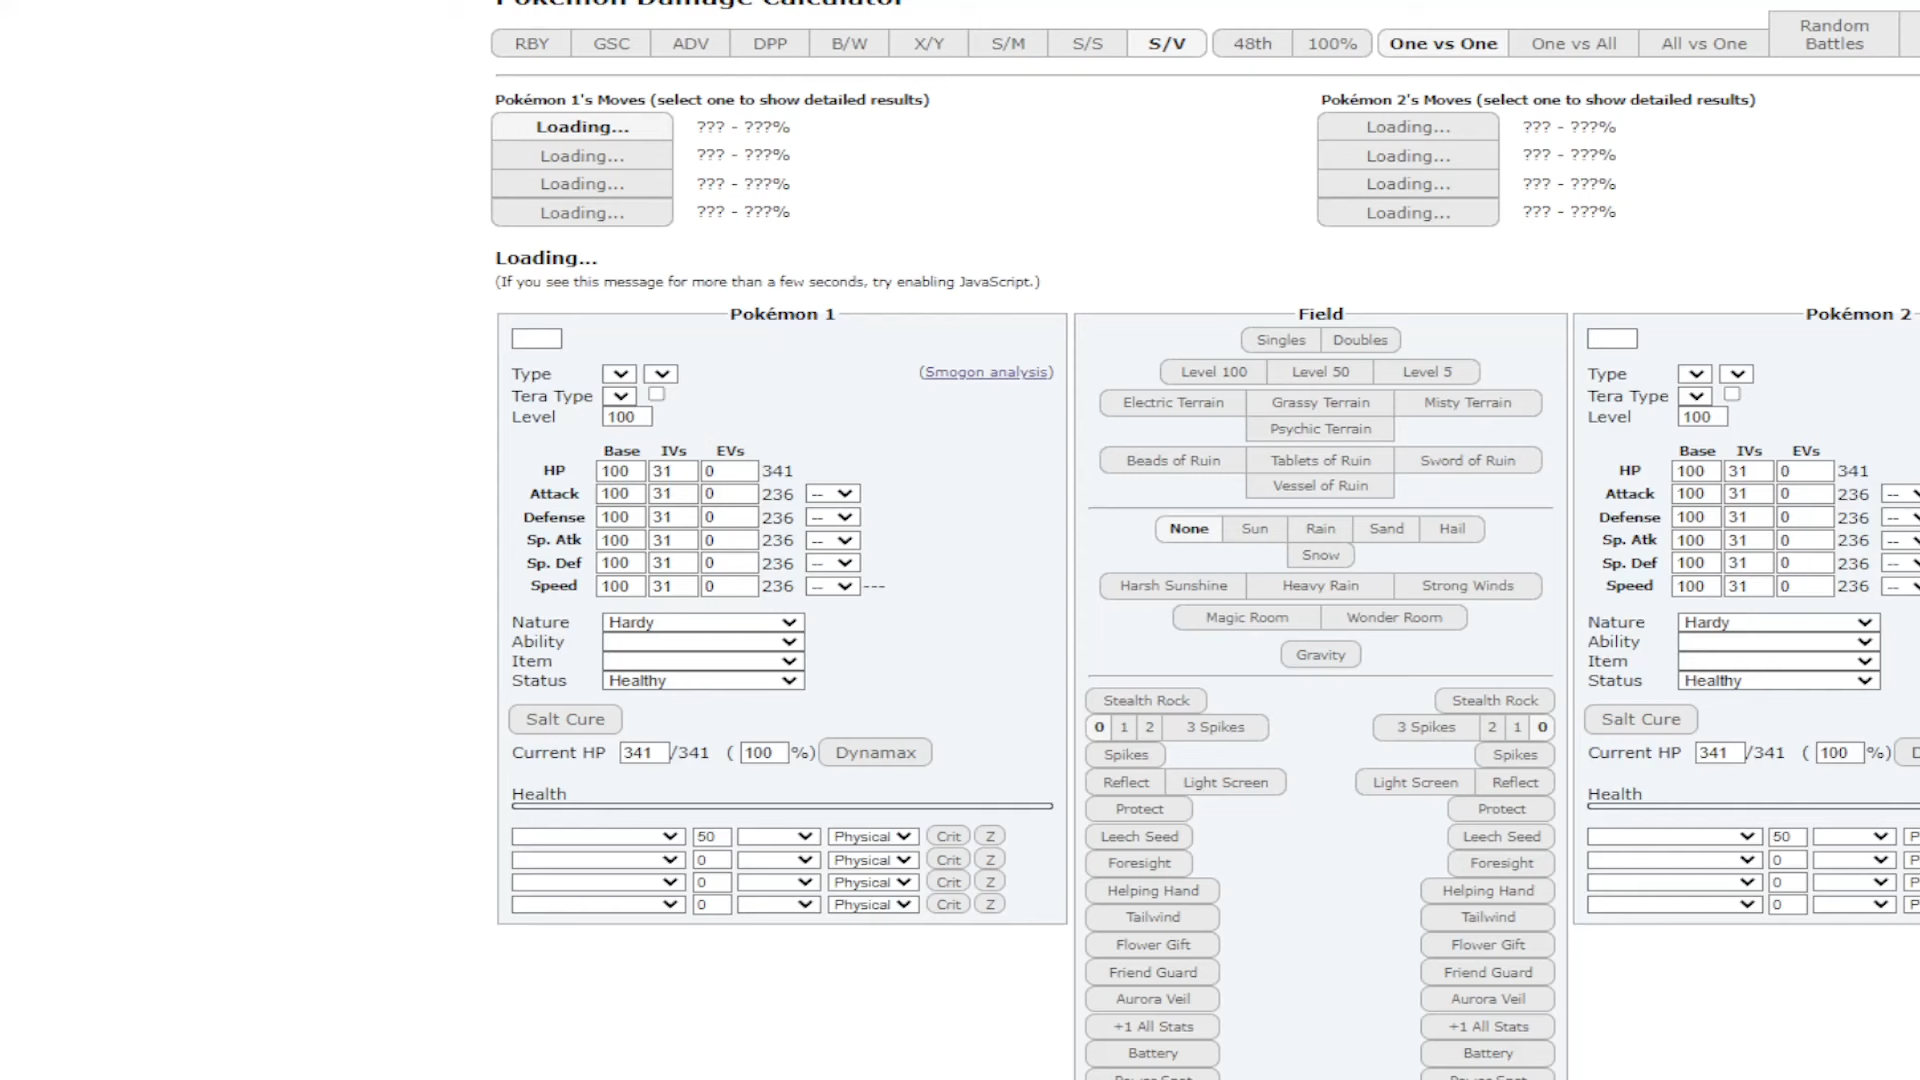 Pokémon Damage Calculator
RBY GSC ADV DPP B/W X/Y S/M S/S S/V 48th 100% One vs One One vs All All vs One Random Battles
Pokémon 1's Moves (select one to show detailed results) Pokémon 2's Moves (select one to show detailed results)
Loading... ??? - ???% Loading... ??? - ???%
Loading... ??? - ???% Loading... ??? - ???%
Loading... ??? - ???% Loading... ??? - ???%
Loading... ??? - ???% Loading... ??? - ???%
Loading...
(If you see this message for more than a few seconds, try enabling JavaScript.)
Pokémon 1
Type (Smogon analysis)
Tera Type
Level 100
Base IVs EVs
HP 100 31 0 341
Attack 100 31 0 236 --
Defense 100 31 0 236 --
Sp. Atk 100 31 0 236 --
Sp. Def 100 31 0 236 --
Speed 100 31 0 236 -- ---
Nature Hardy
Ability
Item
Status Healthy
Salt Cure
Current HP 341 /341 ( 100 %) Dynamax
Health
50 Physical Crit Z
0 Physical Crit Z
0 Physical Crit Z
0 Physical Crit Z
Field
Singles Doubles
Level 100 Level 50 Level 5
Electric Terrain Grassy Terrain Misty Terrain
Psychic Terrain
Beads of Ruin Tablets of Ruin Sword of Ruin
Vessel of Ruin
None Sun Rain Sand Hail
Snow
Harsh Sunshine Heavy Rain Strong Winds
Magic Room Wonder Room
Gravity
Stealth Rock Stealth Rock
0 1 2 3 Spikes 3 Spikes 2 1 0
Spikes Spikes
Reflect Light Screen Light Screen Reflect
Protect Protect
Leech Seed Leech Seed
Foresight Foresight
Helping Hand Helping Hand
Tailwind Tailwind
Flower Gift Flower Gift
Friend Guard Friend Guard
Aurora Veil Aurora Veil
+1 All Stats +1 All Stats
Battery Battery
Pokémon 2
Type
Tera Type
Level 100
Base IVs EVs
HP 100 31 0 341
Attack 100 31 0 236 --
Defense 100 31 0 236 --
Sp. Atk 100 31 0 236 --
Sp. Def 100 31 0 236 --
Speed 100 31 0 236 --
Nature Hardy
Ability
Item
Status Healthy
Salt Cure
Current HP 341 /341 ( 100 %)
Health
50
0
0
0